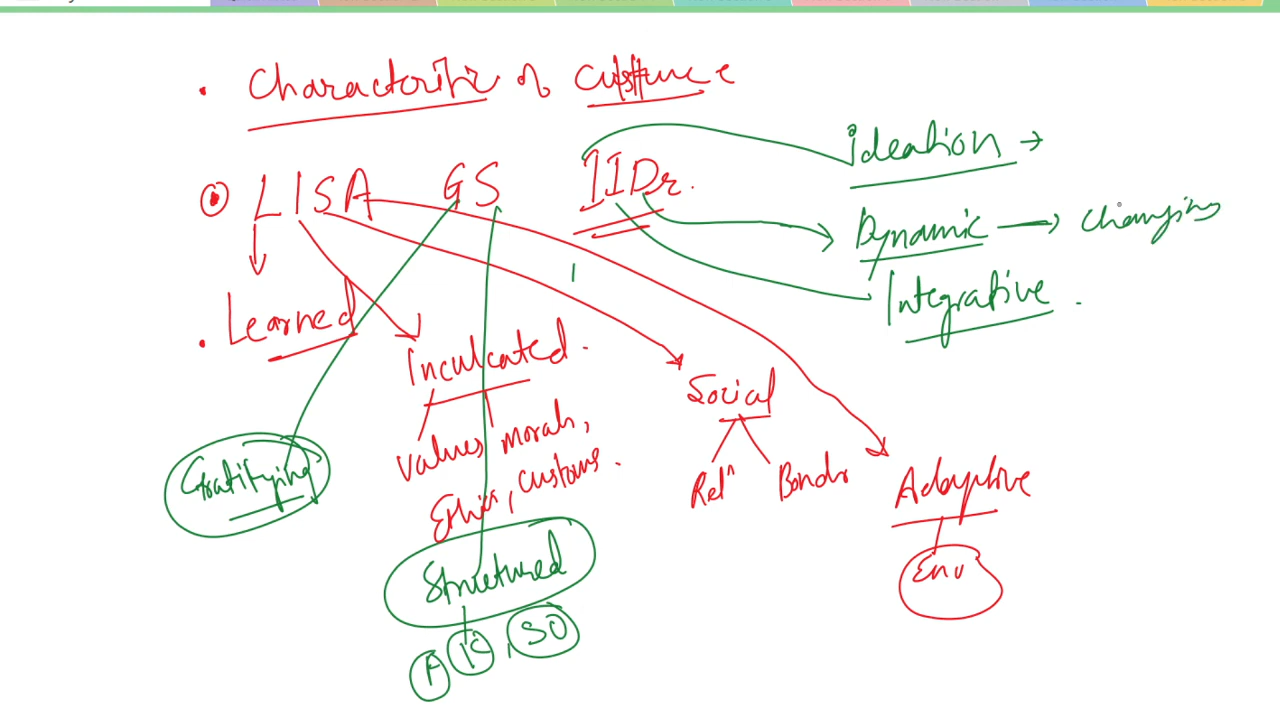 . Characteristic of Culture
LISA GS IIDr.
Ideation →
Dynamic → Changing
Integrative .
. Learned
Inculcated .
Values, morals,
Ethics, customs .
Social
Relⁿ Bonds
Adaptive
Env
Gratifying
Structured
SO